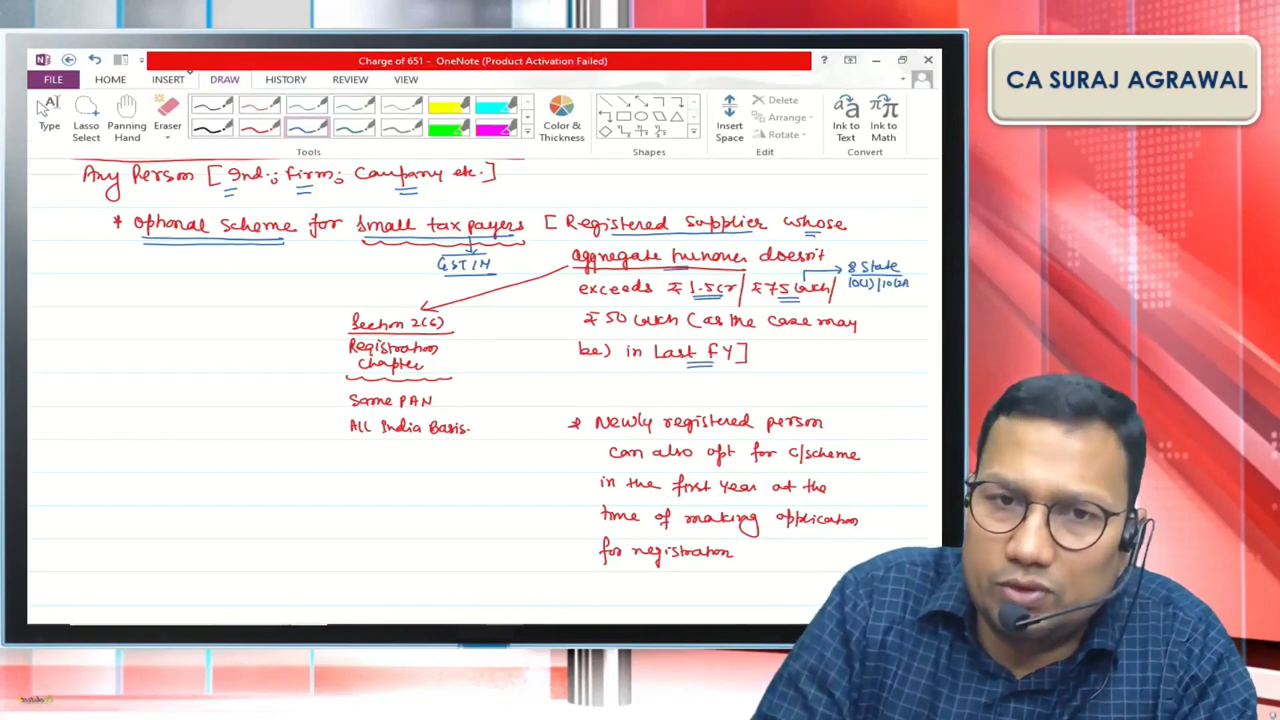 Charge of 651 - OneNote (Product Activation Failed)
CA SURAJ AGRAWAL
FILE HOME INSERT DRAW HISTORY REVIEW VIEW
Type Lasso Select Panning Hand Eraser
Color & Thickness
Insert Space
Delete
Arrange
Rotate
Ink to Text Ink to Math
Tools Shapes Edit Convert
Any Person [Ind.; firm; Company etc.]
* Optional scheme for small tax payers [Registered supplier whose
GSTIN
aggregate turnover doesn't
8 State
10(1)/10(2A
exceeds ₹ 1.5cr/ ₹ 75 lakh/
₹ 50 lakh (as the case may
be) in Last FY]
Section 2(6)
Registration
Chapter
Same PAN
All India Basis.
* Newly registered person
can also opt for c/scheme
in the first year at the
time of making application
for registration